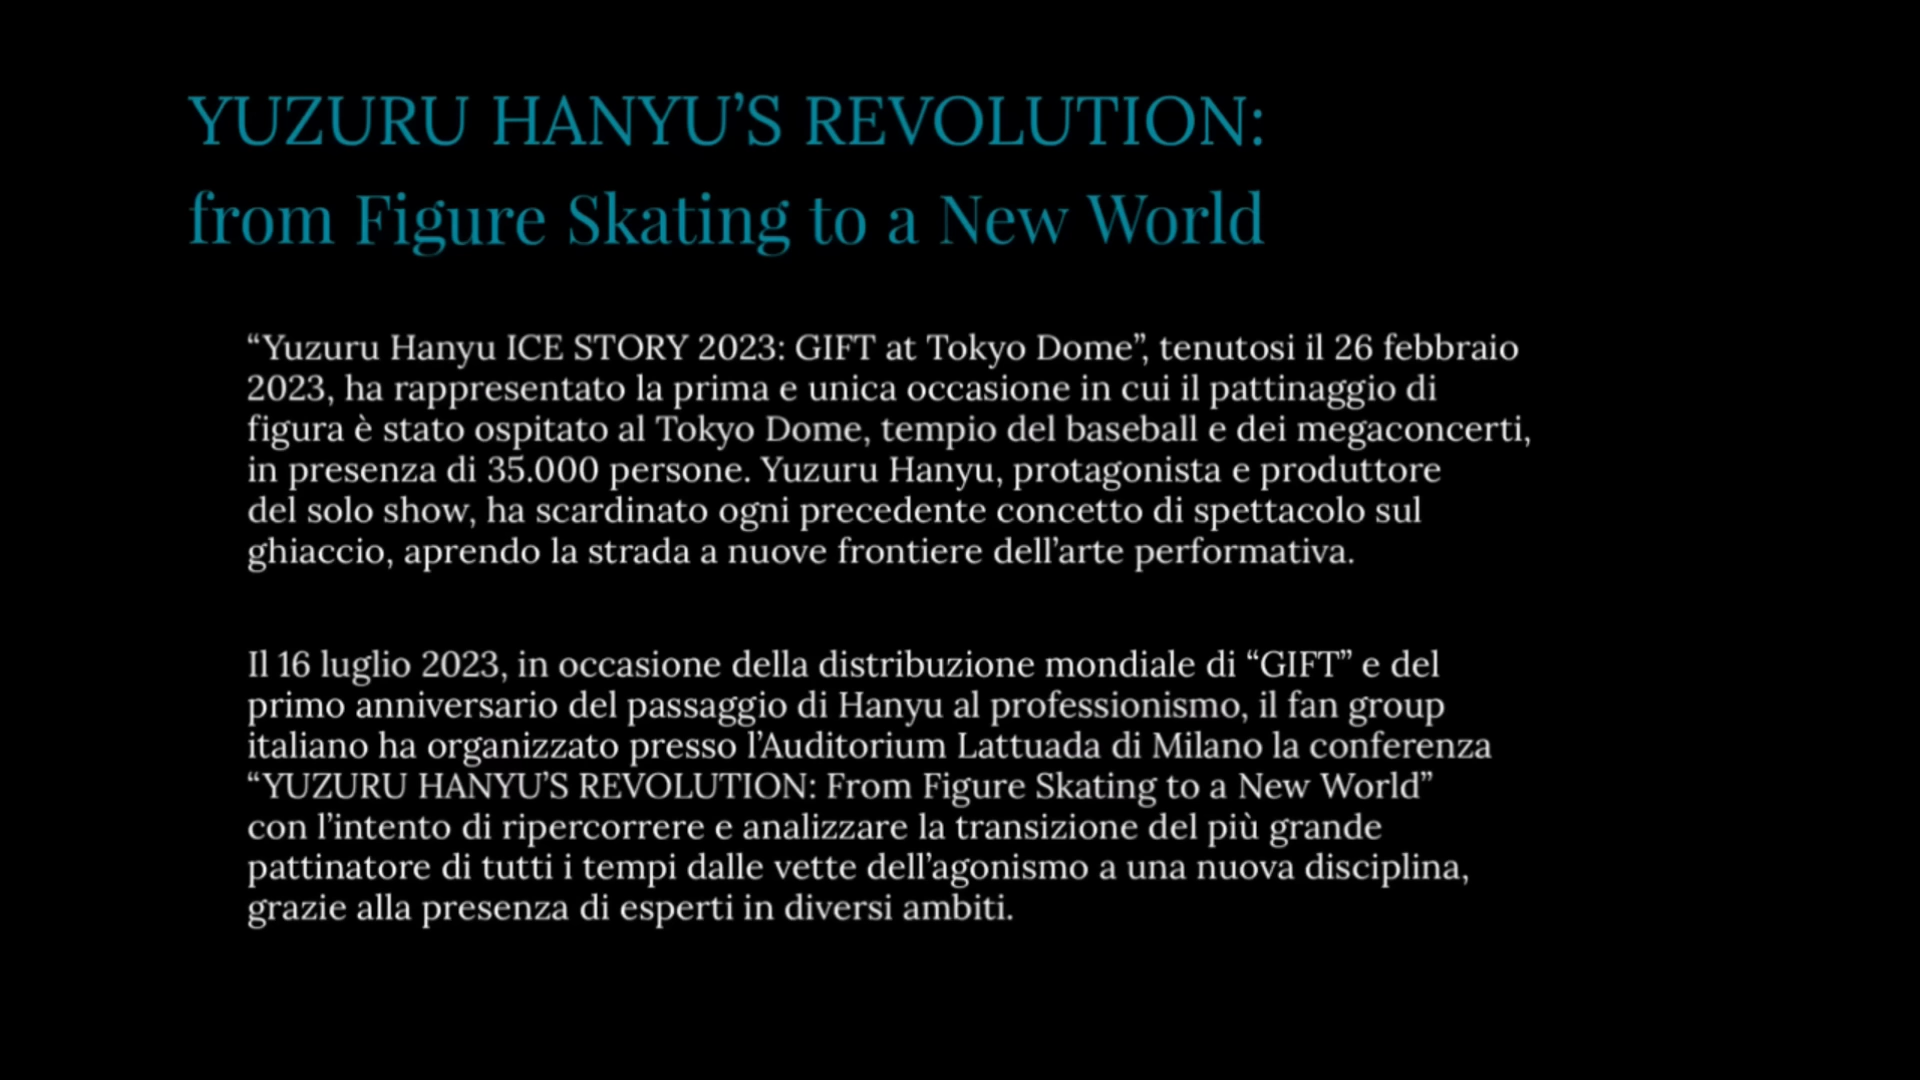 YUZURU HANYU’S REVOLUTION:
from Figure Skating to a New World
“Yuzuru Hanyu ICE STORY 2023: GIFT at Tokyo Dome”, tenutosi il 26 febbraio
2023, ha rappresentato la prima e unica occasione in cui il pattinaggio di
figura è stato ospitato al Tokyo Dome, tempio del baseball e dei megaconcerti,
in presenza di 35.000 persone. Yuzuru Hanyu, protagonista e produttore
del solo show, ha scardinato ogni precedente concetto di spettacolo sul
ghiaccio, aprendo la strada a nuove frontiere dell’arte performativa.
Il 16 luglio 2023, in occasione della distribuzione mondiale di “GIFT” e del
primo anniversario del passaggio di Hanyu al professionismo, il fan group
italiano ha organizzato presso l’Auditorium Lattuada di Milano la conferenza
“YUZURU HANYU’S REVOLUTION: From Figure Skating to a New World”
con l’intento di ripercorrere e analizzare la transizione del più grande
pattinatore di tutti i tempi dalle vette dell’agonismo a una nuova disciplina,
grazie alla presenza di esperti in diversi ambiti.